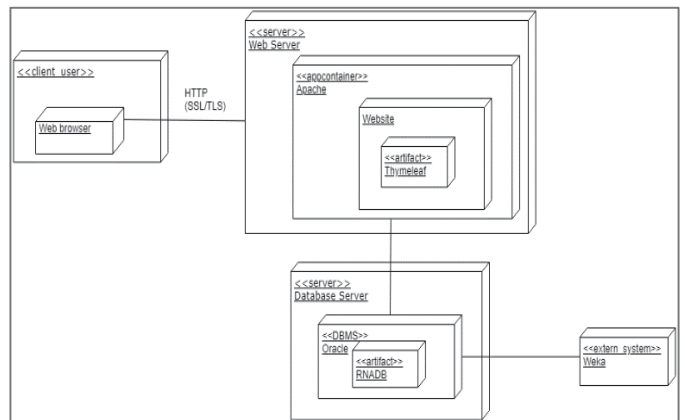 <<server>>
Web Server
<<client_user>>
<<appcontainer>>
Apache
HTTP
(SSL/TLS)
Website
Web browser
<<artifact>>
Thymeleaf
<<server>>
Database Server
<<DBMS>>
Oracle
<<artifact>>
RNADB
<<extern_system>>
Weka